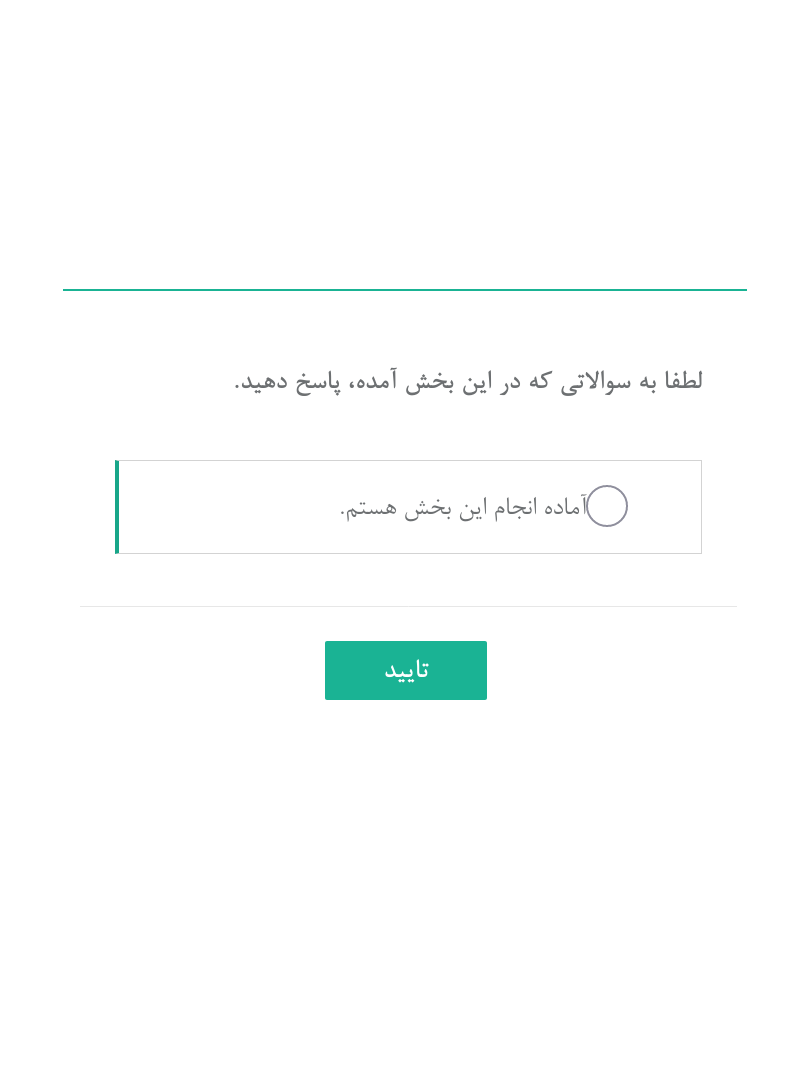 لطفا به سوالاتی که در این بخش آمده، پاسخ دهید.
آماده انجام این بخش هستم.
تایید